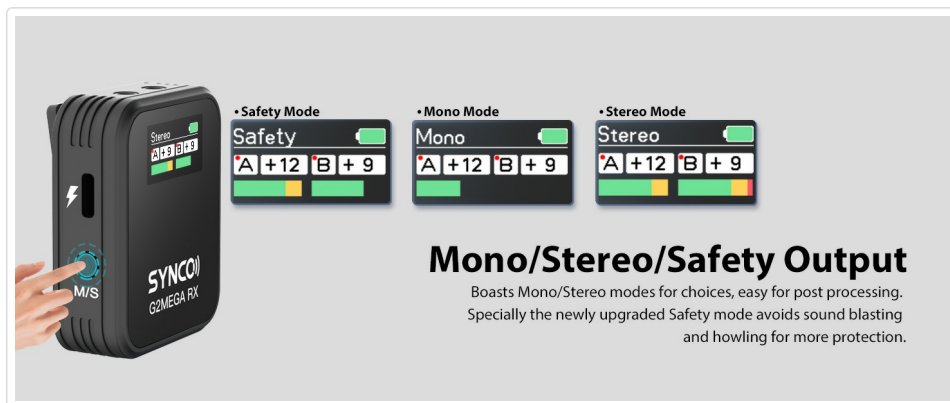 • Safety Mode
Safety
A +12 B + 9
• Mono Mode
Mono
A +12 B + 9
• Stereo Mode
Stereo
A +12 B + 9
Stereo
A + 9 B + 9
M/S
SYNCO
G2MEGA RX
Mono/Stereo/Safety Output
Boasts Mono/Stereo modes for choices, easy for post processing.
Specially the newly upgraded Safety mode avoids sound blasting
and howling for more protection.